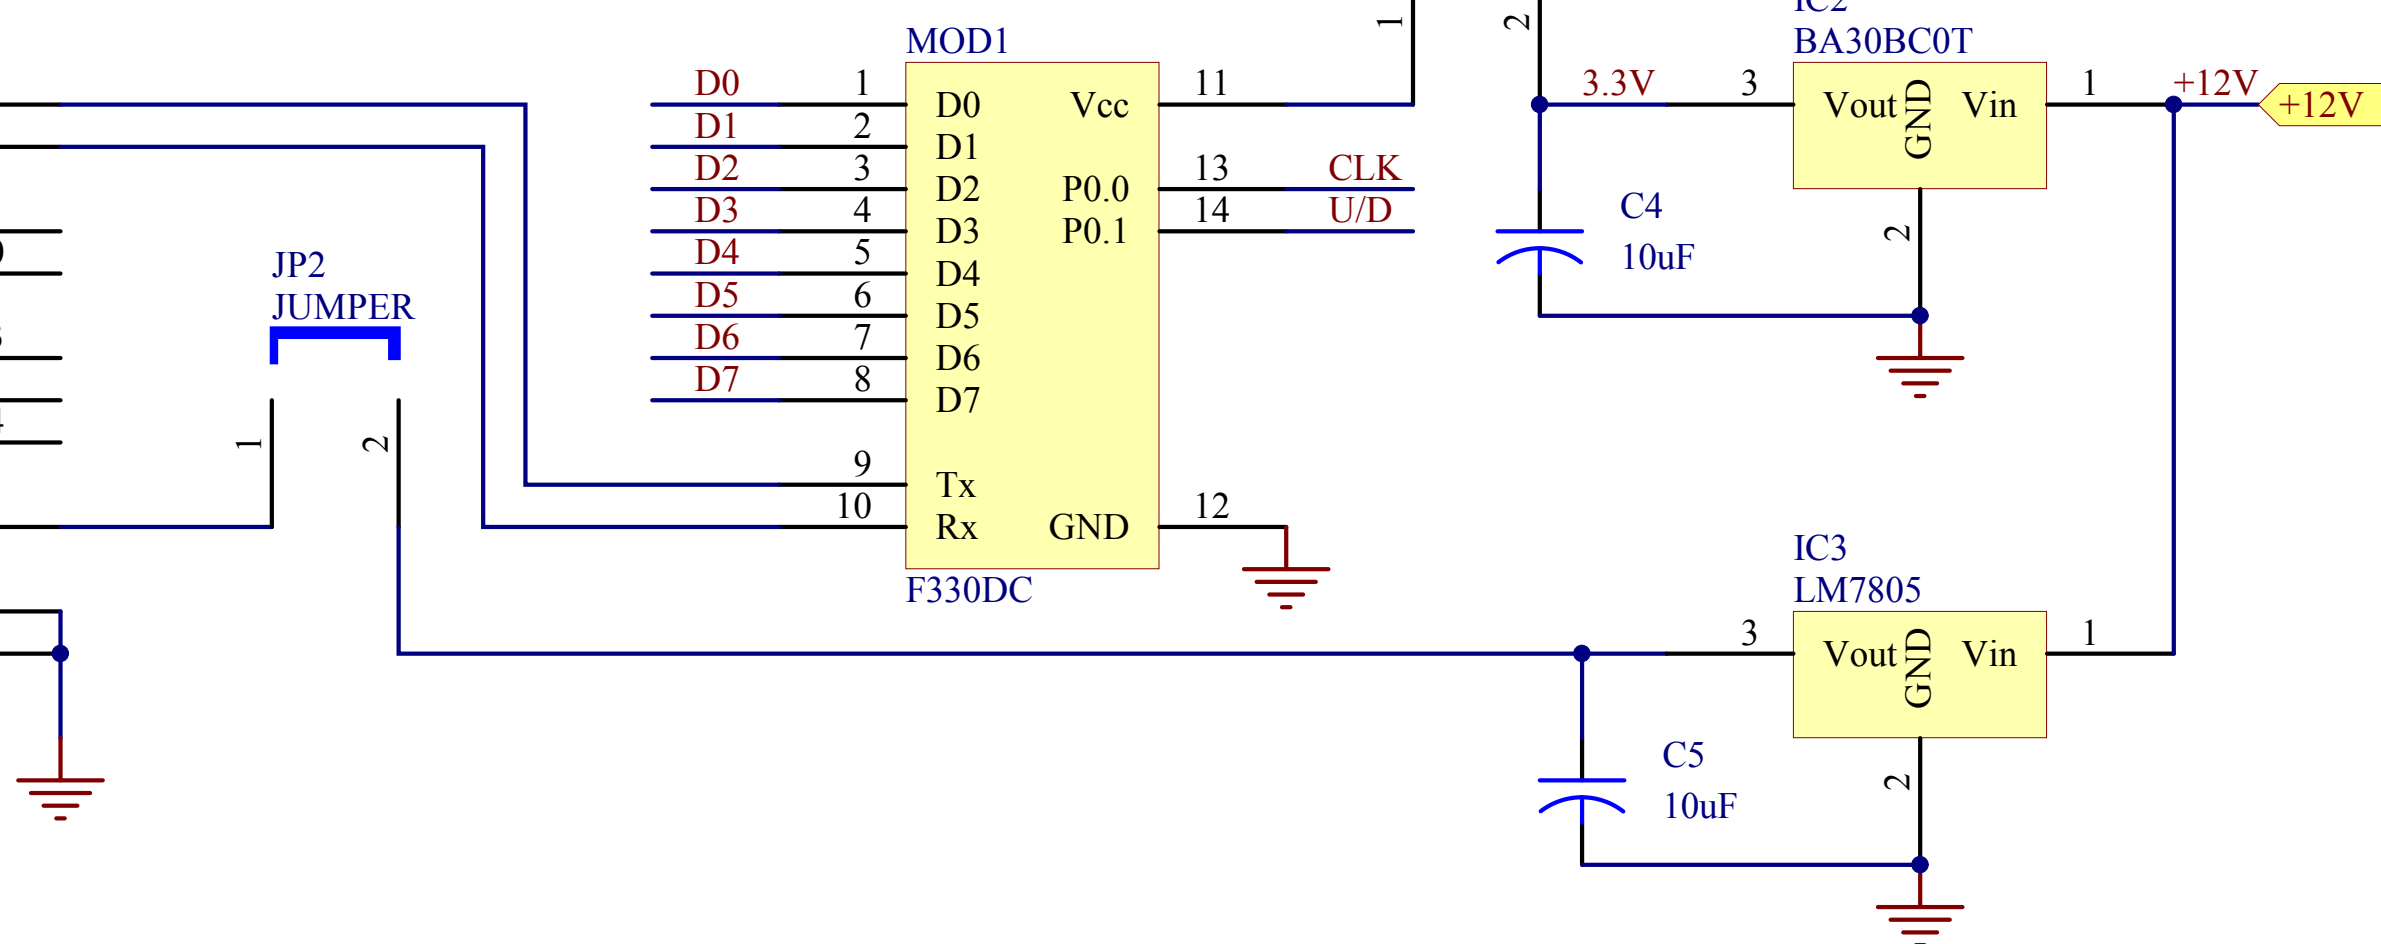 1
2
IC2
MOD1
BA30BC0T
D0
1
D0
Vcc
11
3.3V
3
Vout
GND
Vin
1
+12V
+12V
D1
2
D1
D2
3
D2
P0.0
13
CLK
D3
4
D3
P0.1
14
U/D
C4
2
D4
5
D4
10uF
JP2
D5
6
D5
JUMPER
D6
7
D6
D7
8
D7
1
2
9
Tx
10
Rx
GND
12
IC3
F330DC
LM7805
3
Vout
GND
Vin
1
C5
2
10uF